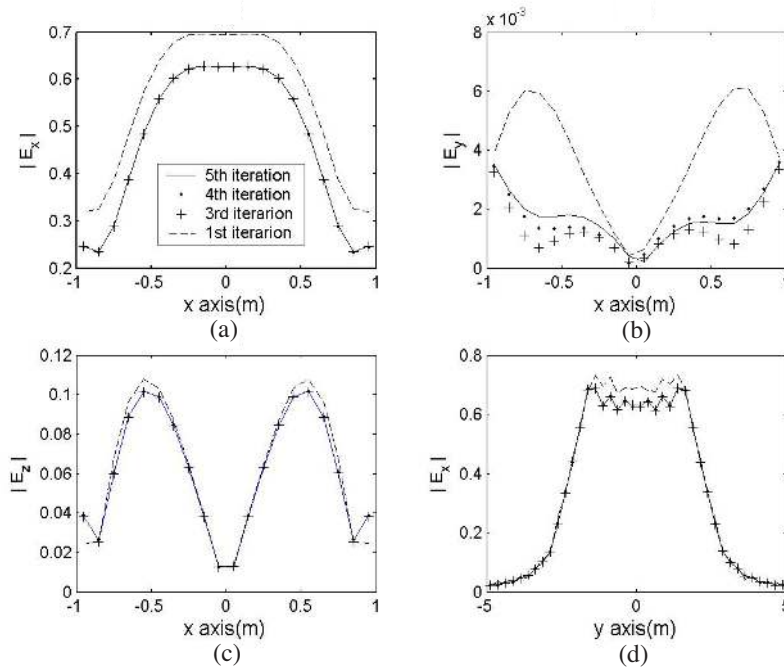 0.7
0.6
0.5
0.4
0.3
0.2
| E_x |
5th iteration
4th iteration
3rd iterarion
1st iterarion
-1 -0.5 0 0.5 1
x axis(m)
(a)
x 10^-3
8
6
4
2
0
| E_y |
-1 -0.5 0 0.5 1
x axis(m)
(b)
0.12
0.1
0.08
0.06
0.04
0.02
0
| E_z |
-1 -0.5 0 0.5 1
x axis(m)
(c)
0.8
0.6
0.4
0.2
0
| E_x |
-5 0 5
y axis(m)
(d)